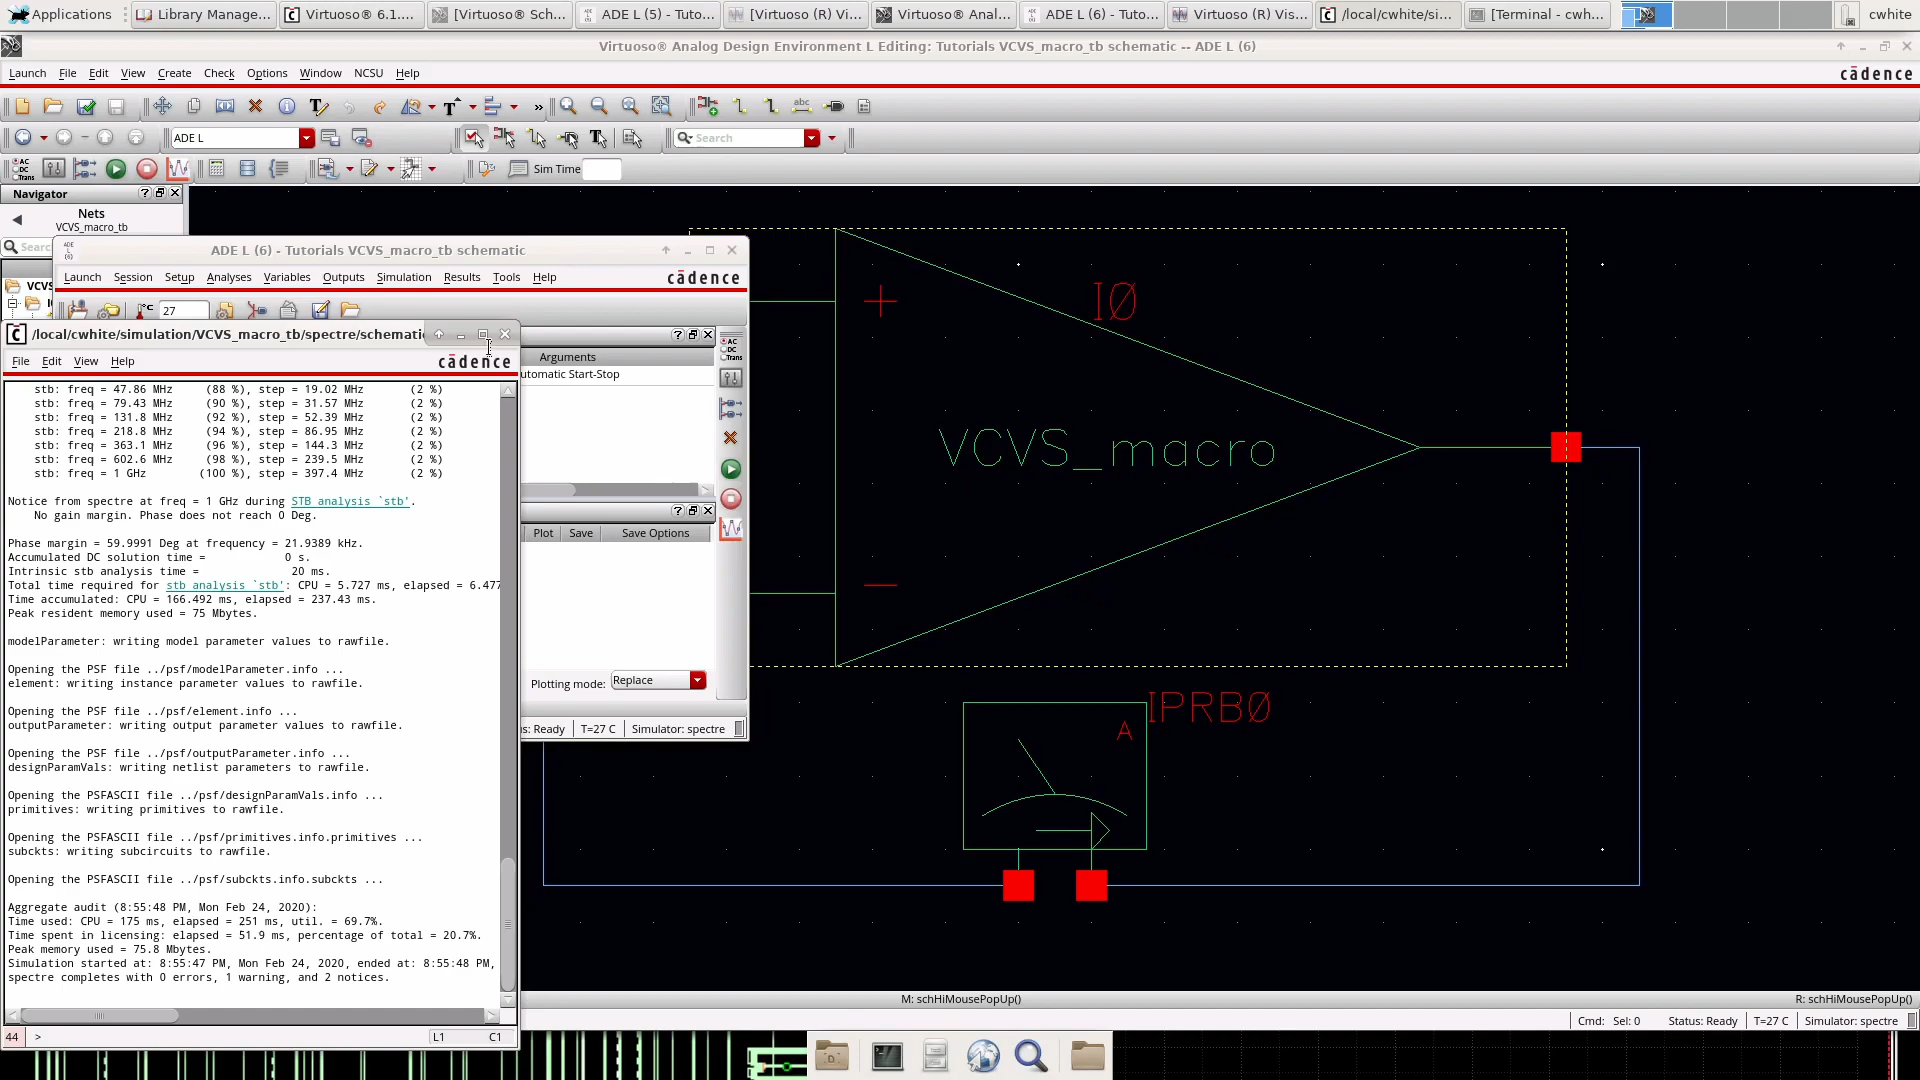 Applications
Library Manage...
Virtuoso® 6.1....
[Virtuoso® Sch...
ADE L (5) - Tuto...
[Virtuoso (R) Vi...
Virtuoso® Anal...
ADE L (6) - Tuto...
Virtuoso (R) Vis...
/local/cwhite/si...
[Terminal - cwh...
cwhite
Virtuoso® Analog Design Environment L Editing: Tutorials VCVS_macro_tb schematic -- ADE L (6)
Launch File Edit View Create Check Options Window NCSU Help
cādence
abc
ADE L
Search
AC
DC
Trans
Sim Time
Navigator
Nets
VCVS_macro_tb
Searc
VCVS
ADE L (6) - Tutorials VCVS_macro_tb schematic
Launch Session Setup Analyses Variables Outputs Simulation Results Tools Help
cādence
27
Arguments
utomatic Start-Stop
AC
DC
Trans
Plot Save Save Options
Plotting mode: Replace
s: Ready T=27 C Simulator: spectre
/local/cwhite/simulation/VCVS_macro_tb/spectre/schematic
File Edit View Help
cādence
stb: freq = 47.86 MHz (88 %), step = 19.02 MHz (2 %)
stb: freq = 79.43 MHz (90 %), step = 31.57 MHz (2 %)
stb: freq = 131.8 MHz (92 %), step = 52.39 MHz (2 %)
stb: freq = 218.8 MHz (94 %), step = 86.95 MHz (2 %)
stb: freq = 363.1 MHz (96 %), step = 144.3 MHz (2 %)
stb: freq = 602.6 MHz (98 %), step = 239.5 MHz (2 %)
stb: freq = 1 GHz (100 %), step = 397.4 MHz (2 %)
Notice from spectre at freq = 1 GHz during STB analysis `stb'.
No gain margin. Phase does not reach 0 Deg.
Phase margin = 59.9991 Deg at frequency = 21.9389 kHz.
Accumulated DC solution time = 0 s.
Intrinsic stb analysis time = 20 ms.
Total time required for stb analysis `stb': CPU = 5.727 ms, elapsed = 6.477
Time accumulated: CPU = 166.492 ms, elapsed = 237.43 ms.
Peak resident memory used = 75 Mbytes.
modelParameter: writing model parameter values to rawfile.
Opening the PSF file ../psf/modelParameter.info ...
element: writing instance parameter values to rawfile.
Opening the PSF file ../psf/element.info ...
outputParameter: writing output parameter values to rawfile.
Opening the PSF file ../psf/outputParameter.info ...
designParamVals: writing netlist parameters to rawfile.
Opening the PSFASCII file ../psf/designParamVals.info ...
primitives: writing primitives to rawfile.
Opening the PSFASCII file ../psf/primitives.info.primitives ...
subckts: writing subcircuits to rawfile.
Opening the PSFASCII file ../psf/subckts.info.subckts ...
Aggregate audit (8:55:48 PM, Mon Feb 24, 2020):
Time used: CPU = 175 ms, elapsed = 251 ms, util. = 69.7%.
Time spent in licensing: elapsed = 51.9 ms, percentage of total = 20.7%.
Peak memory used = 75.8 Mbytes.
Simulation started at: 8:55:47 PM, Mon Feb 24, 2020, ended at: 8:55:48 PM,
spectre completes with 0 errors, 1 warning, and 2 notices.
44 > L1 C1
+
I0
VCVS_macro
—
IPRB0
A
M: schHiMousePopUp()
R: schHiMousePopUp()
Cmd: Sel: 0 Status: Ready T=27 C Simulator: spectre